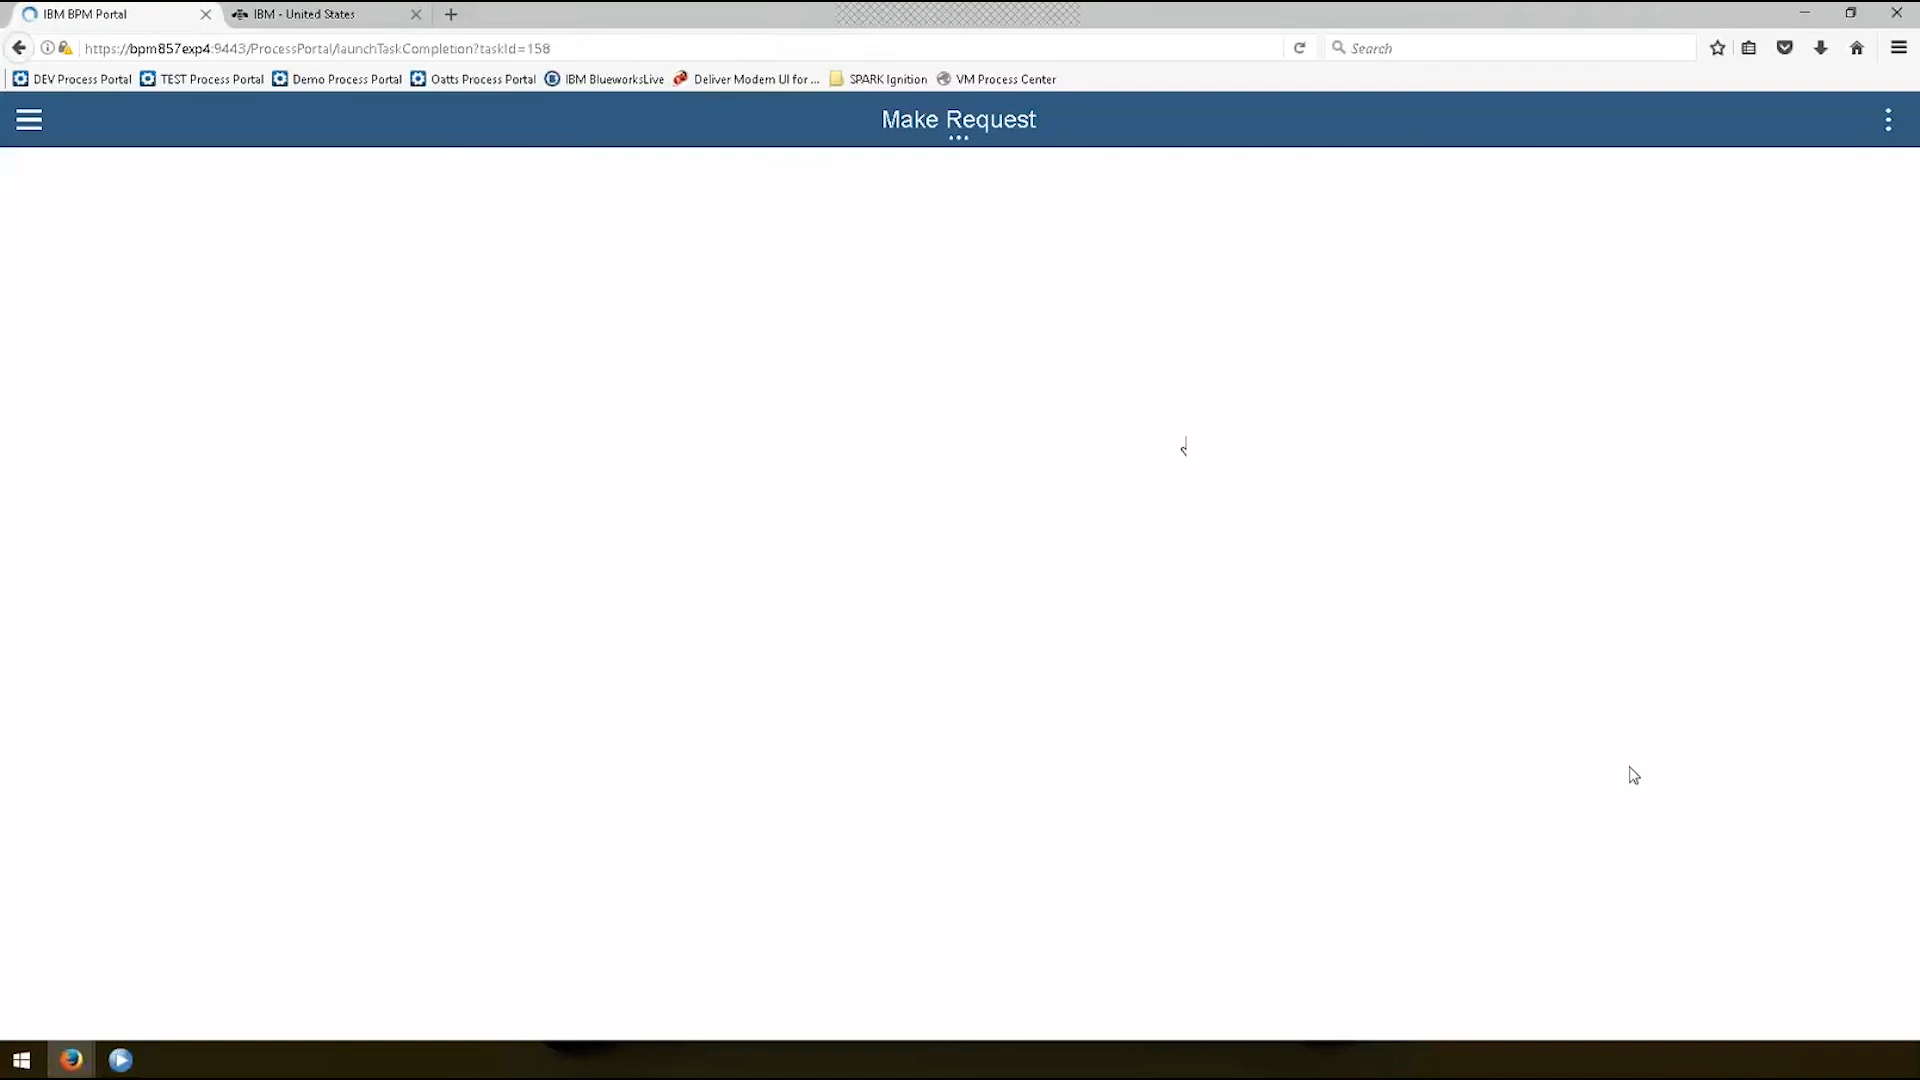 IBM BPM Portal
IBM - United States
https://bpm857exp4:9443/ProcessPortal/launchTaskCompletion?taskId=158
Search
DEV Process Portal
TEST Process Portal
Demo Process Portal
Oatts Process Portal
IBM BlueworksLive
Deliver Modern UI for ...
SPARK Ignition
VM Process Center
Make Request